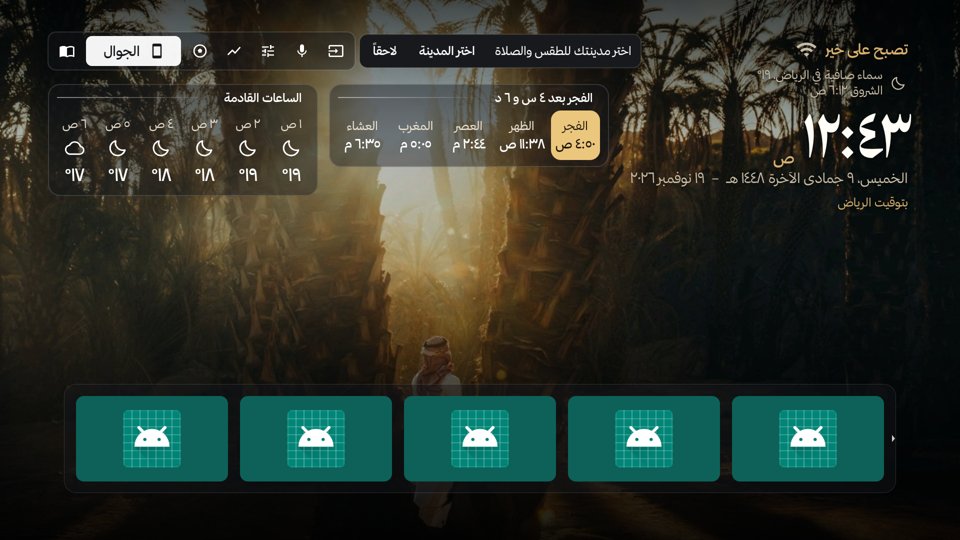 تصبح على خير
سماء صافية في الرياض، ١٩°
الشروق ٦:١٢ ص
١٢:٤٣ ص
الخميس، ٩ جمادى الآخرة ١٤٤٨ هـ – ١٩ نوفمبر ٢٠٢٦
بتوقيت الرياض
اختر مدينتك للطقس والصلاة
اختر المدينة
لاحقاً
الجوال
الفجر بعد ٤ س و ٦ د
الفجر الظهر العصر المغرب العشاء
٤:٥٠ ص ١١:٣٨ ص ٢:٤٤ م ٥:٠٥ م ٦:٣٥ م
الساعات القادمة
١ ص ٢ ص ٣ ص ٤ ص ٥ ص ٦ ص
١٩° ١٩° ١٨° ١٨° ١٧° ١٧°